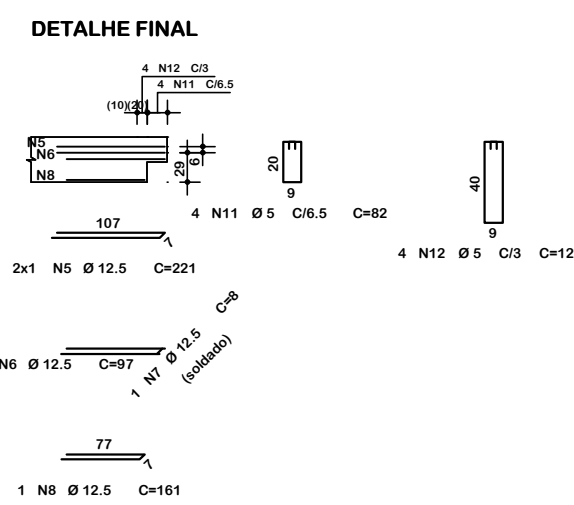 DETALHE FINAL
4 N12 C/3
4 N11 C/6.5
(10)(20)
N5
N6
N8
29
6
20
9
4 N11 Ø 5 C/6.5 C=82
40
9
4 N12 Ø 5 C/3 C=12
107
7
2x1 N5 Ø 12.5 C=221
N6 Ø 12.5 C=97
1 N7 Ø 12.5 C=8
(soldado)
77
7
1 N8 Ø 12.5 C=161